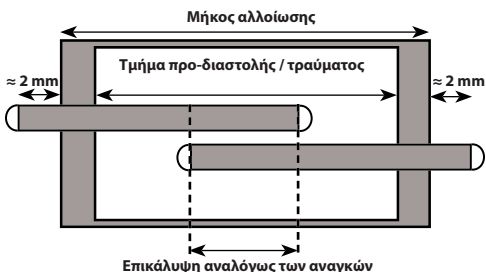 Μήκος αλλοίωσης
Τμήμα προ-διαστολής / τραύματος
≈ 2 mm
≈ 2 mm
Επικάλυψη αναλόγως των αναγκών